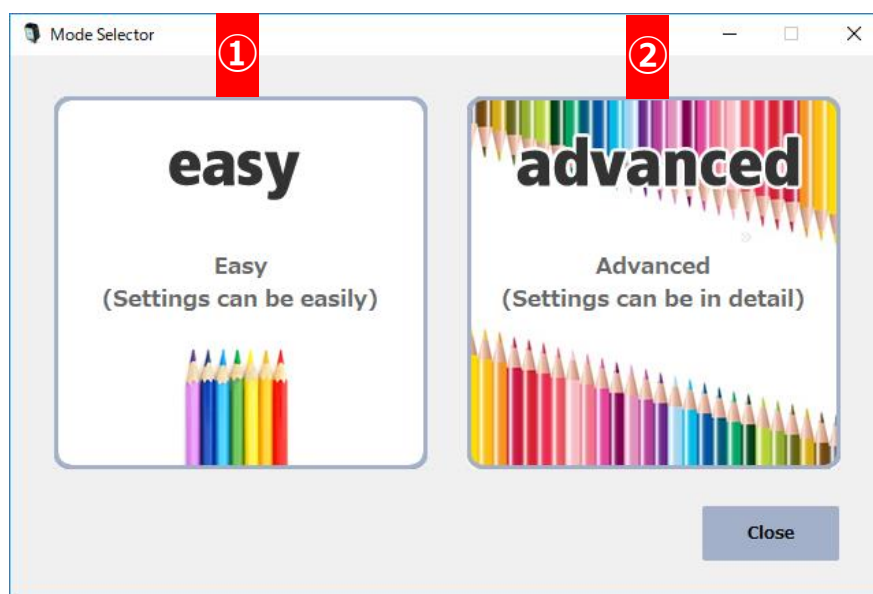 Mode Selector
①
②
easy
Easy
(Settings can be easily)
advanced
Advanced
(Settings can be in detail)
Close